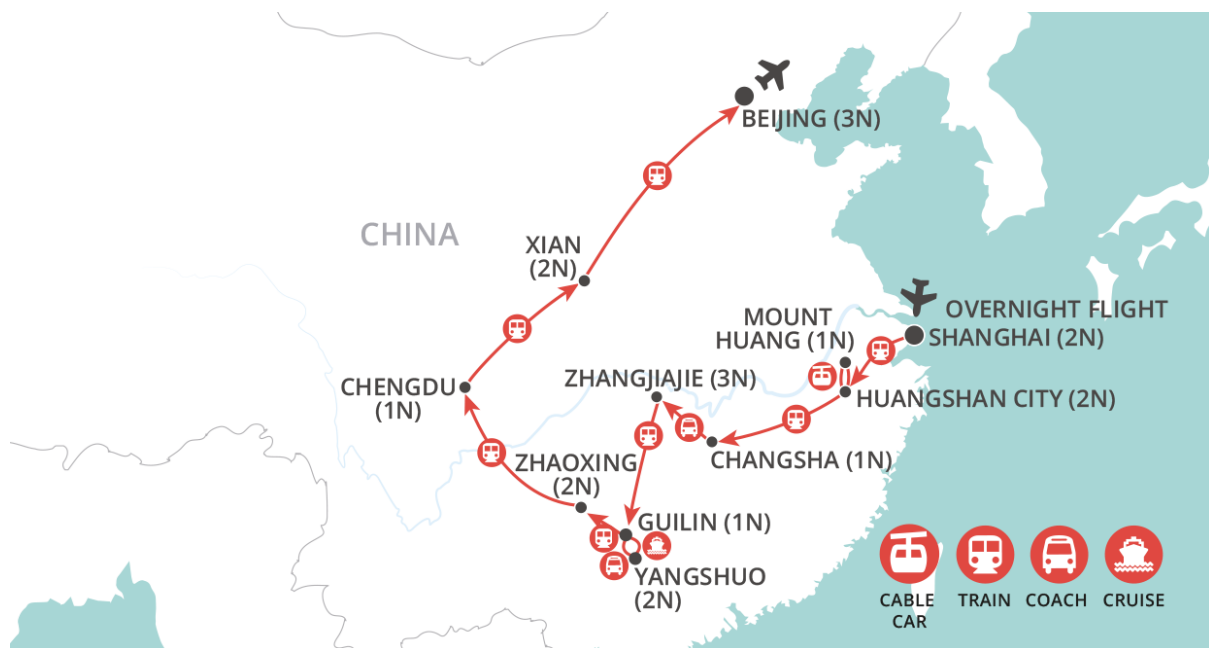 BEIJING (3N)
CHINA
XIAN
(2N)
OVERNIGHT FLIGHT
SHANGHAI (2N)
MOUNT
HUANG (1N)
ZHANGJIAJIE (3N)
CHENGDU
(1N)
HUANGSHAN CITY (2N)
CHANGSHA (1N)
ZHAOXING
(2N)
GUILIN (1N)
YANGSHUO
(2N)
CABLE
CAR
TRAIN
COACH
CRUISE